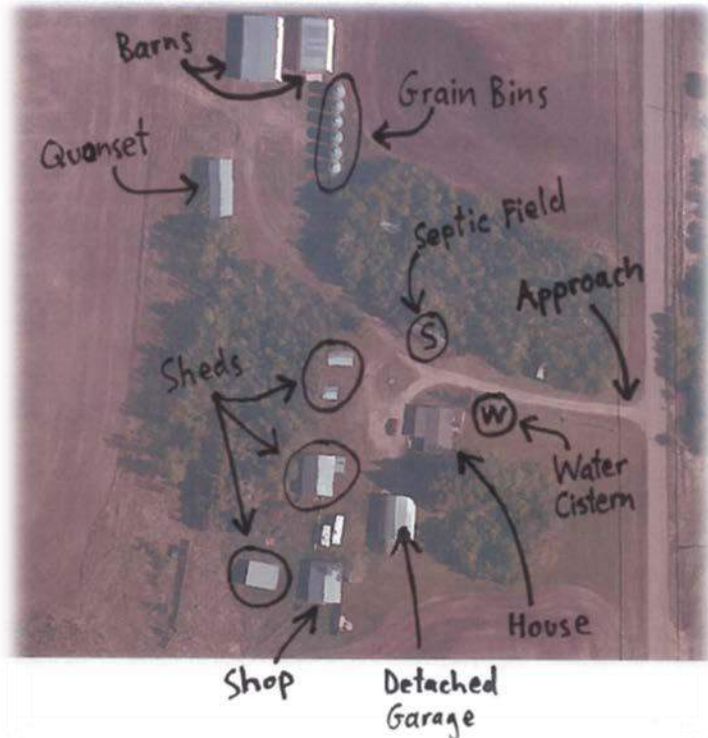 Barns
Grain Bins
Quonset
Septic Field
Approach
S
Sheds
W
Water
Cistern
House
Shop
Detached
Garage